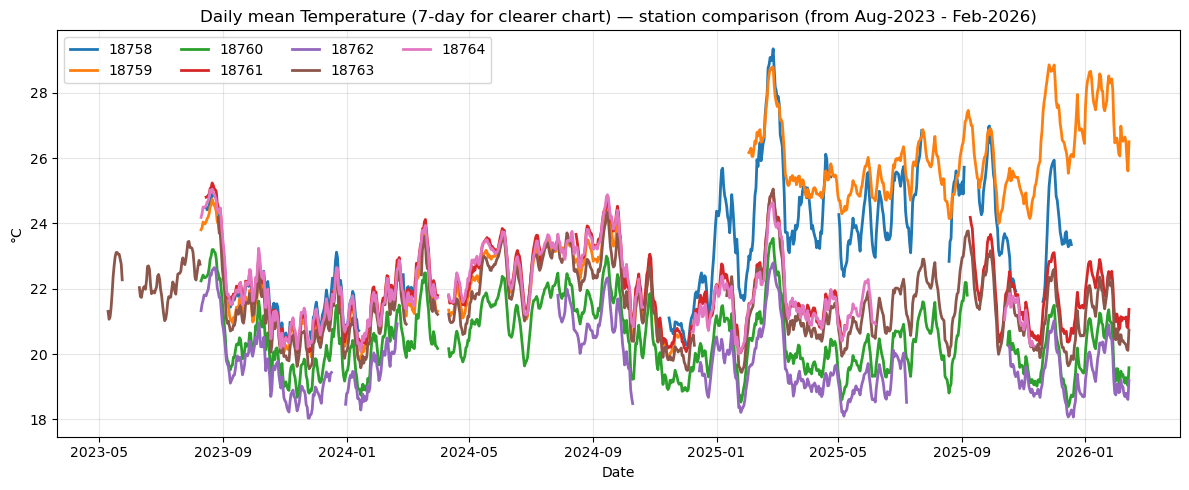 Daily mean Temperature (7-day for clearer chart) — station comparison (from Aug-2023 - Feb-2026)
18758 18760 18762 18764
18759 18761 18763
28
26
24
22
20
18
°C
2023-05 2023-09 2024-01 2024-05 2024-09 2025-01 2025-05 2025-09 2026-01
Date